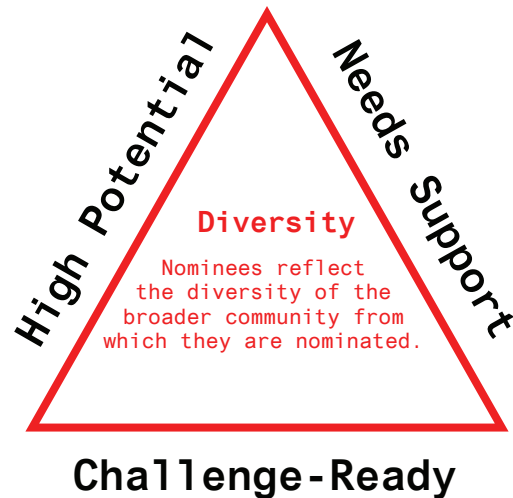 High Potential
Needs Support
Diversity
Nominees reflect
the diversity of the
broader community from
which they are nominated.
Challenge-Ready